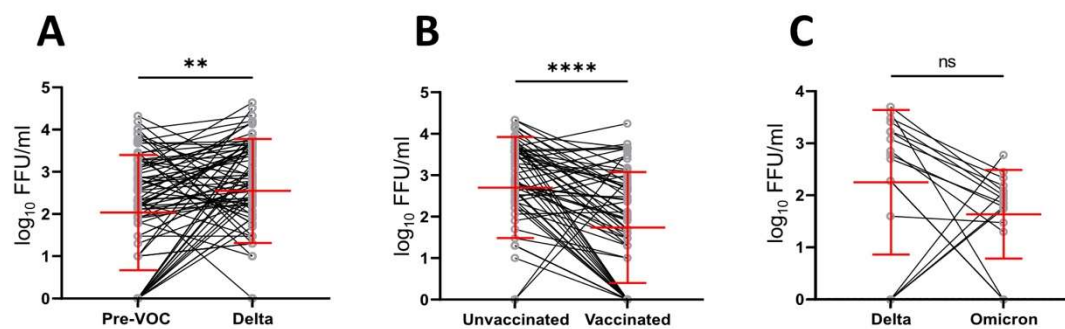 A
**
5
4
3
2
1
0
log10 FFU/ml
Pre-VOC Delta
B
****
5
4
3
2
1
0
log10 FFU/ml
Unvaccinated Vaccinated
C
ns
4
3
2
1
0
log10 FFU/ml
Delta Omicron